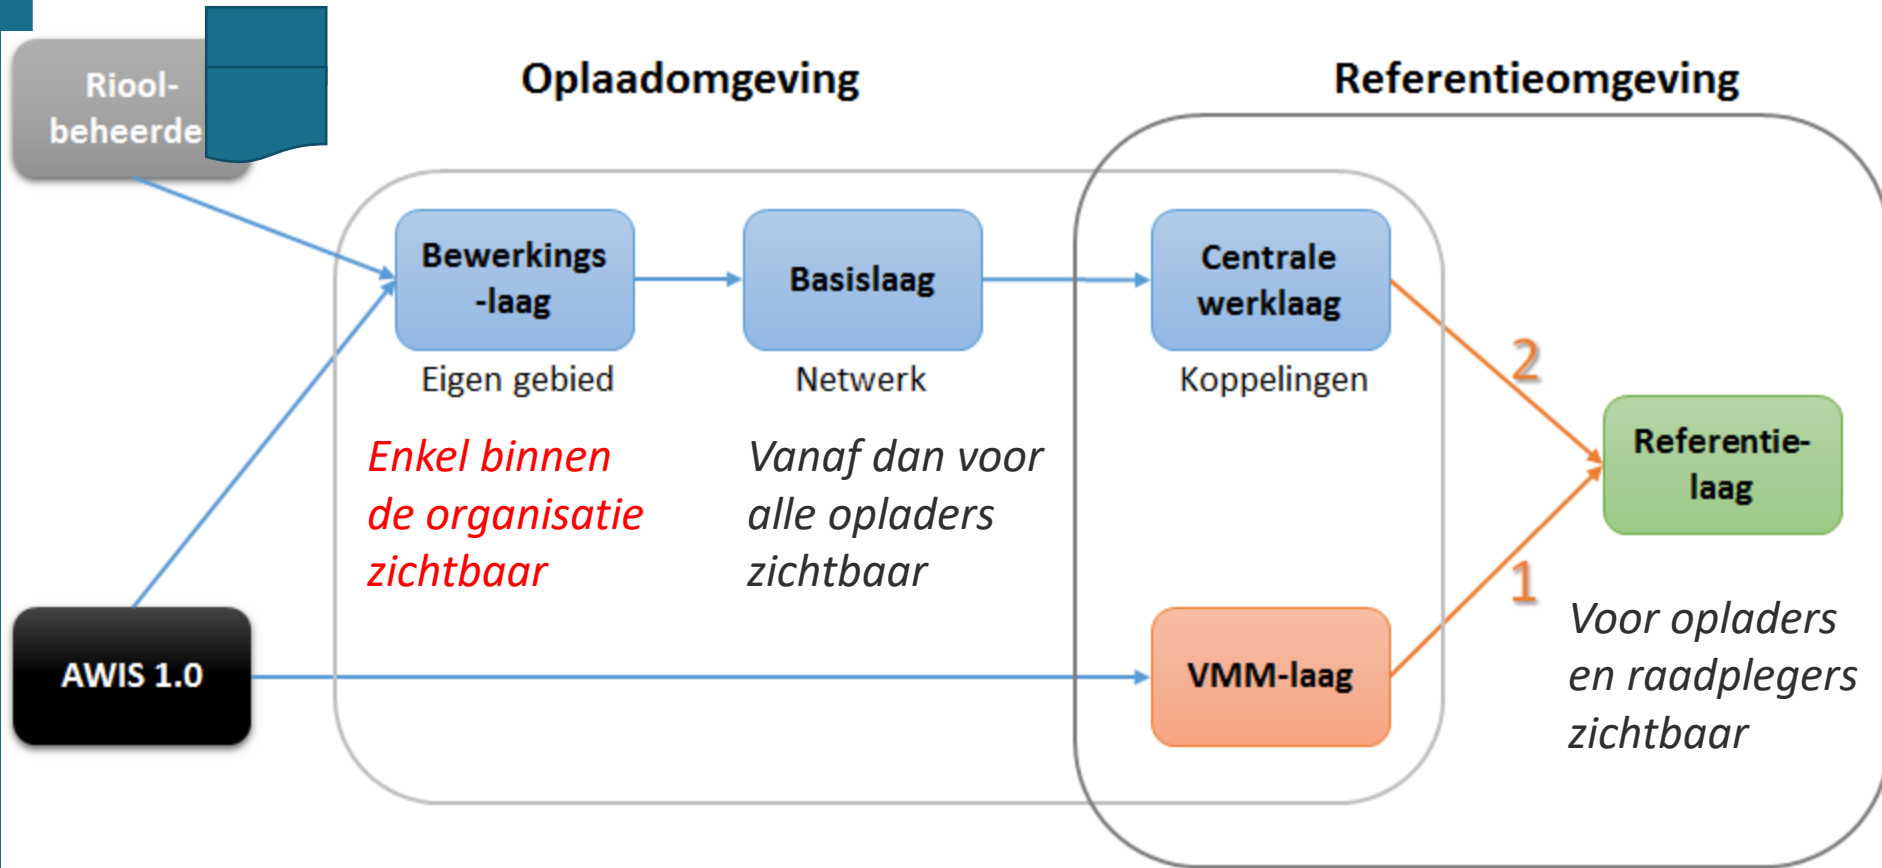 Oplaadomgeving
Referentieomgeving
Riool-
beheerde
Bewerkings
-laag
Eigen gebied
Enkel binnen
de organisatie
zichtbaar
Basislaag
Netwerk
Vanaf dan voor
alle opladers
zichtbaar
Centrale
werklaag
Koppelingen
2
Referentie-
laag
1
Voor opladers
en raadplegers
zichtbaar
AWIS 1.0
VMM-laag